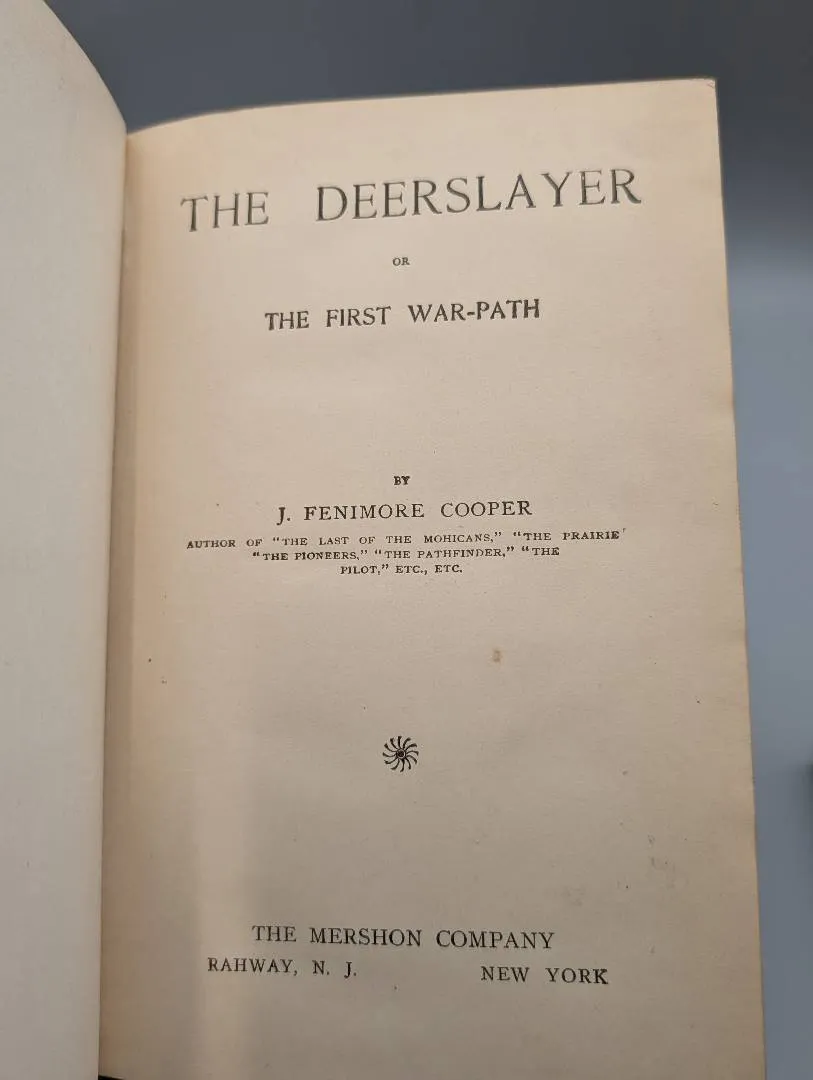 THE DEERSLAYER
OR
THE FIRST WAR-PATH
BY
J. FENIMORE COOPER
AUTHOR OF "THE LAST OF THE MOHICANS," "THE PRAIRIE"
"THE PIONEERS," "THE PATHFINDER," "THE
PILOT," ETC., ETC.
THE MERSHON COMPANY
RAHWAY, N. J. NEW YORK